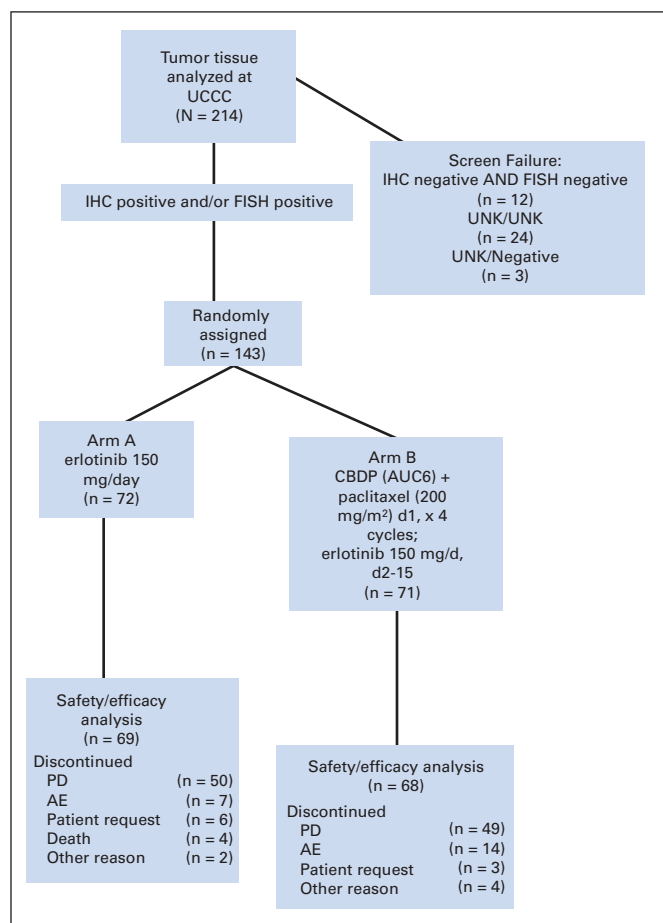 Tumor tissue
analyzed at
UCCC
(N = 214)
Screen Failure:
IHC negative AND FISH negative
(n = 12)
UNK/UNK
(n = 24)
UNK/Negative
(n = 3)
IHC positive and/or FISH positive
Randomly
assigned
(n = 143)
Arm A
erlotinib 150
mg/day
(n = 72)
Arm B
CBDP (AUC6) +
paclitaxel (200
mg/m²) d1, x 4
cycles;
erlotinib 150 mg/d,
d2-15
(n = 71)
Safety/efficacy
analysis
(n = 69)
Discontinued
PD (n = 50)
AE (n = 7)
Patient request (n = 6)
Death (n = 4)
Other reason (n = 2)
Safety/efficacy analysis
(n = 68)
Discontinued
PD (n = 49)
AE (n = 14)
Patient request (n = 3)
Other reason (n = 4)